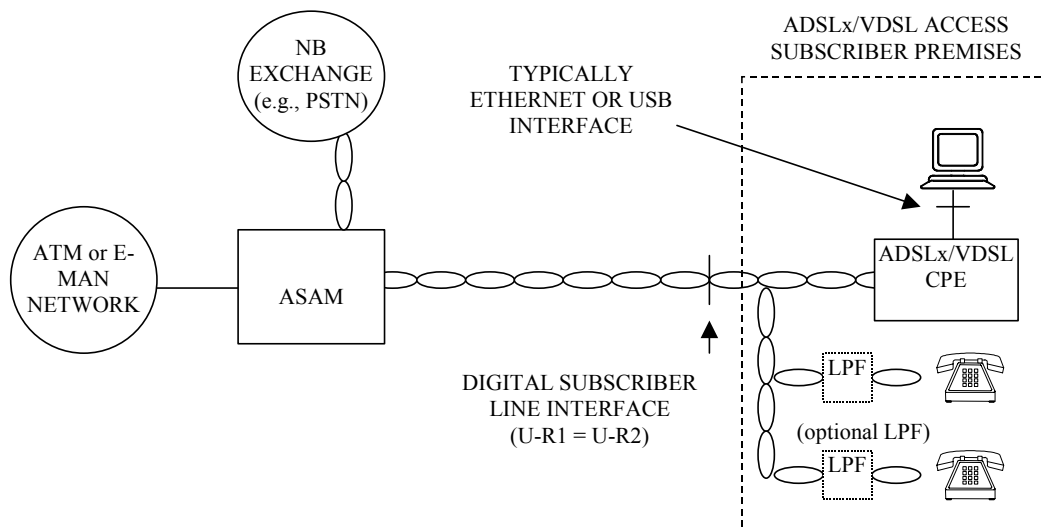 NB
EXCHANGE
(e.g., PSTN)
ADSLx/VDSL ACCESS
SUBSCRIBER PREMISES
TYPICALLY
ETHERNET OR USB
INTERFACE
ATM or E-
MAN
NETWORK
ASAM
ADSLx/VDSL
CPE
DIGITAL SUBSCRIBER
LINE INTERFACE
(U-R1 = U-R2)
LPF
(optional LPF)
LPF